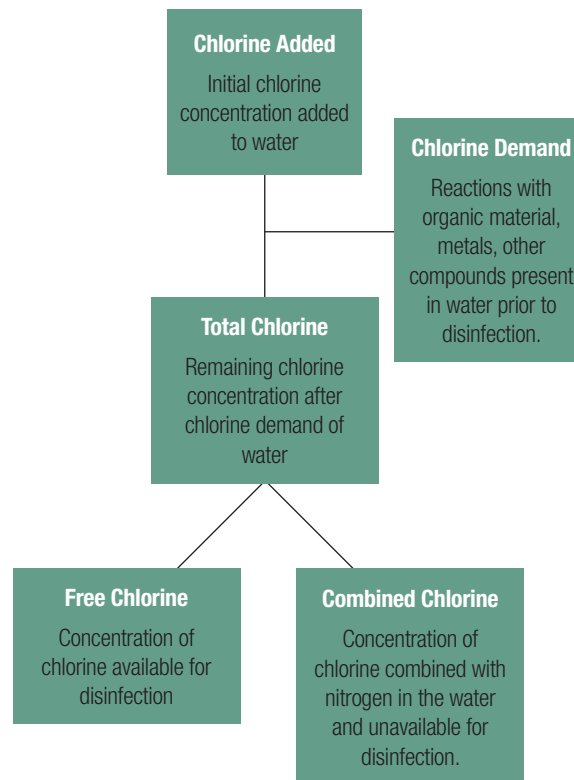 Chlorine Added
Initial chlorine
concentration added
to water
Chlorine Demand
Reactions with
organic material,
metals, other
compounds present
in water prior to
disinfection.
Total Chlorine
Remaining chlorine
concentration after
chlorine demand of
water
Free Chlorine
Concentration of
chlorine available for
disinfection
Combined Chlorine
Concentration of
chlorine combined with
nitrogen in the water
and unavailable for
disinfection.